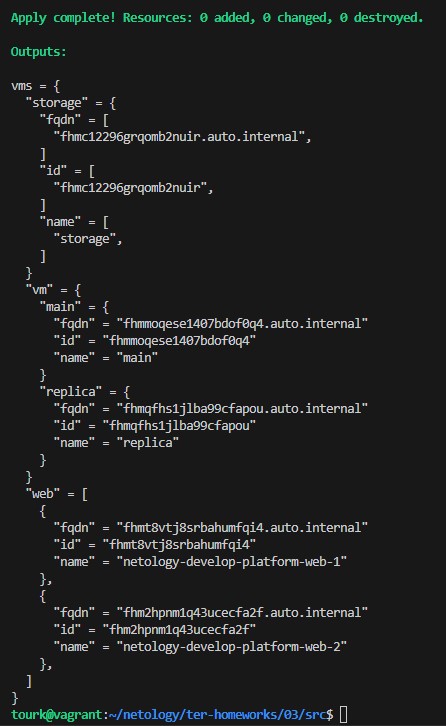 Apply complete! Resources: 0 added, 0 changed, 0 destroyed.
Outputs:
vms = {
  "storage" = {
    "fqdn" = [
      "fhmc12296grqomb2nuir.auto.internal",
    ]
    "id" = [
      "fhmc12296grqomb2nuir",
    ]
    "name" = [
      "storage",
    ]
  }
  "vm" = {
    "main" = {
      "fqdn" = "fhmmoqese1407bdof0q4.auto.internal"
      "id" = "fhmmoqese1407bdof0q4"
      "name" = "main"
    }
    "replica" = {
      "fqdn" = "fhmqfhs1jlba99cfapou.auto.internal"
      "id" = "fhmqfhs1jlba99cfapou"
      "name" = "replica"
    }
  }
  "web" = [
    {
      "fqdn" = "fhmt8vtj8srbahumfqi4.auto.internal"
      "id" = "fhmt8vtj8srbahumfqi4"
      "name" = "netology-develop-platform-web-1"
    },
    {
      "fqdn" = "fhm2hpnm1q43ucecfa2f.auto.internal"
      "id" = "fhm2hpnm1q43ucecfa2f"
      "name" = "netology-develop-platform-web-2"
    },
  ]
}
tourk@vagrant:~/netology/ter-homeworks/03/src$